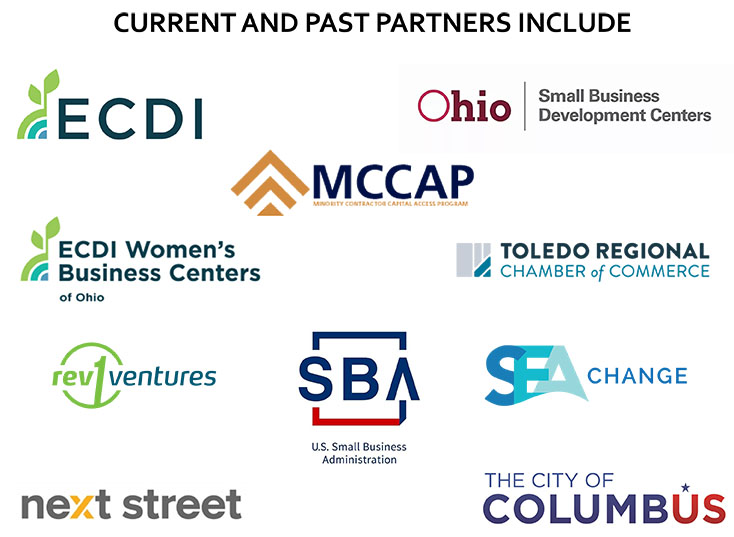 CURRENT AND PAST PARTNERS INCLUDE
ECDI
Ohio
Small Business
Development Centers
MCCAP
MINORITY CONTRACTOR CAPITAL ACCESS PROGRAM
ECDI Women's
Business Centers
of Ohio
TOLEDO REGIONAL
CHAMBER of COMMERCE
rev1ventures
SBA
U.S. Small Business
Administration
SEA CHANGE
next street
THE CITY OF
COLUMBUS